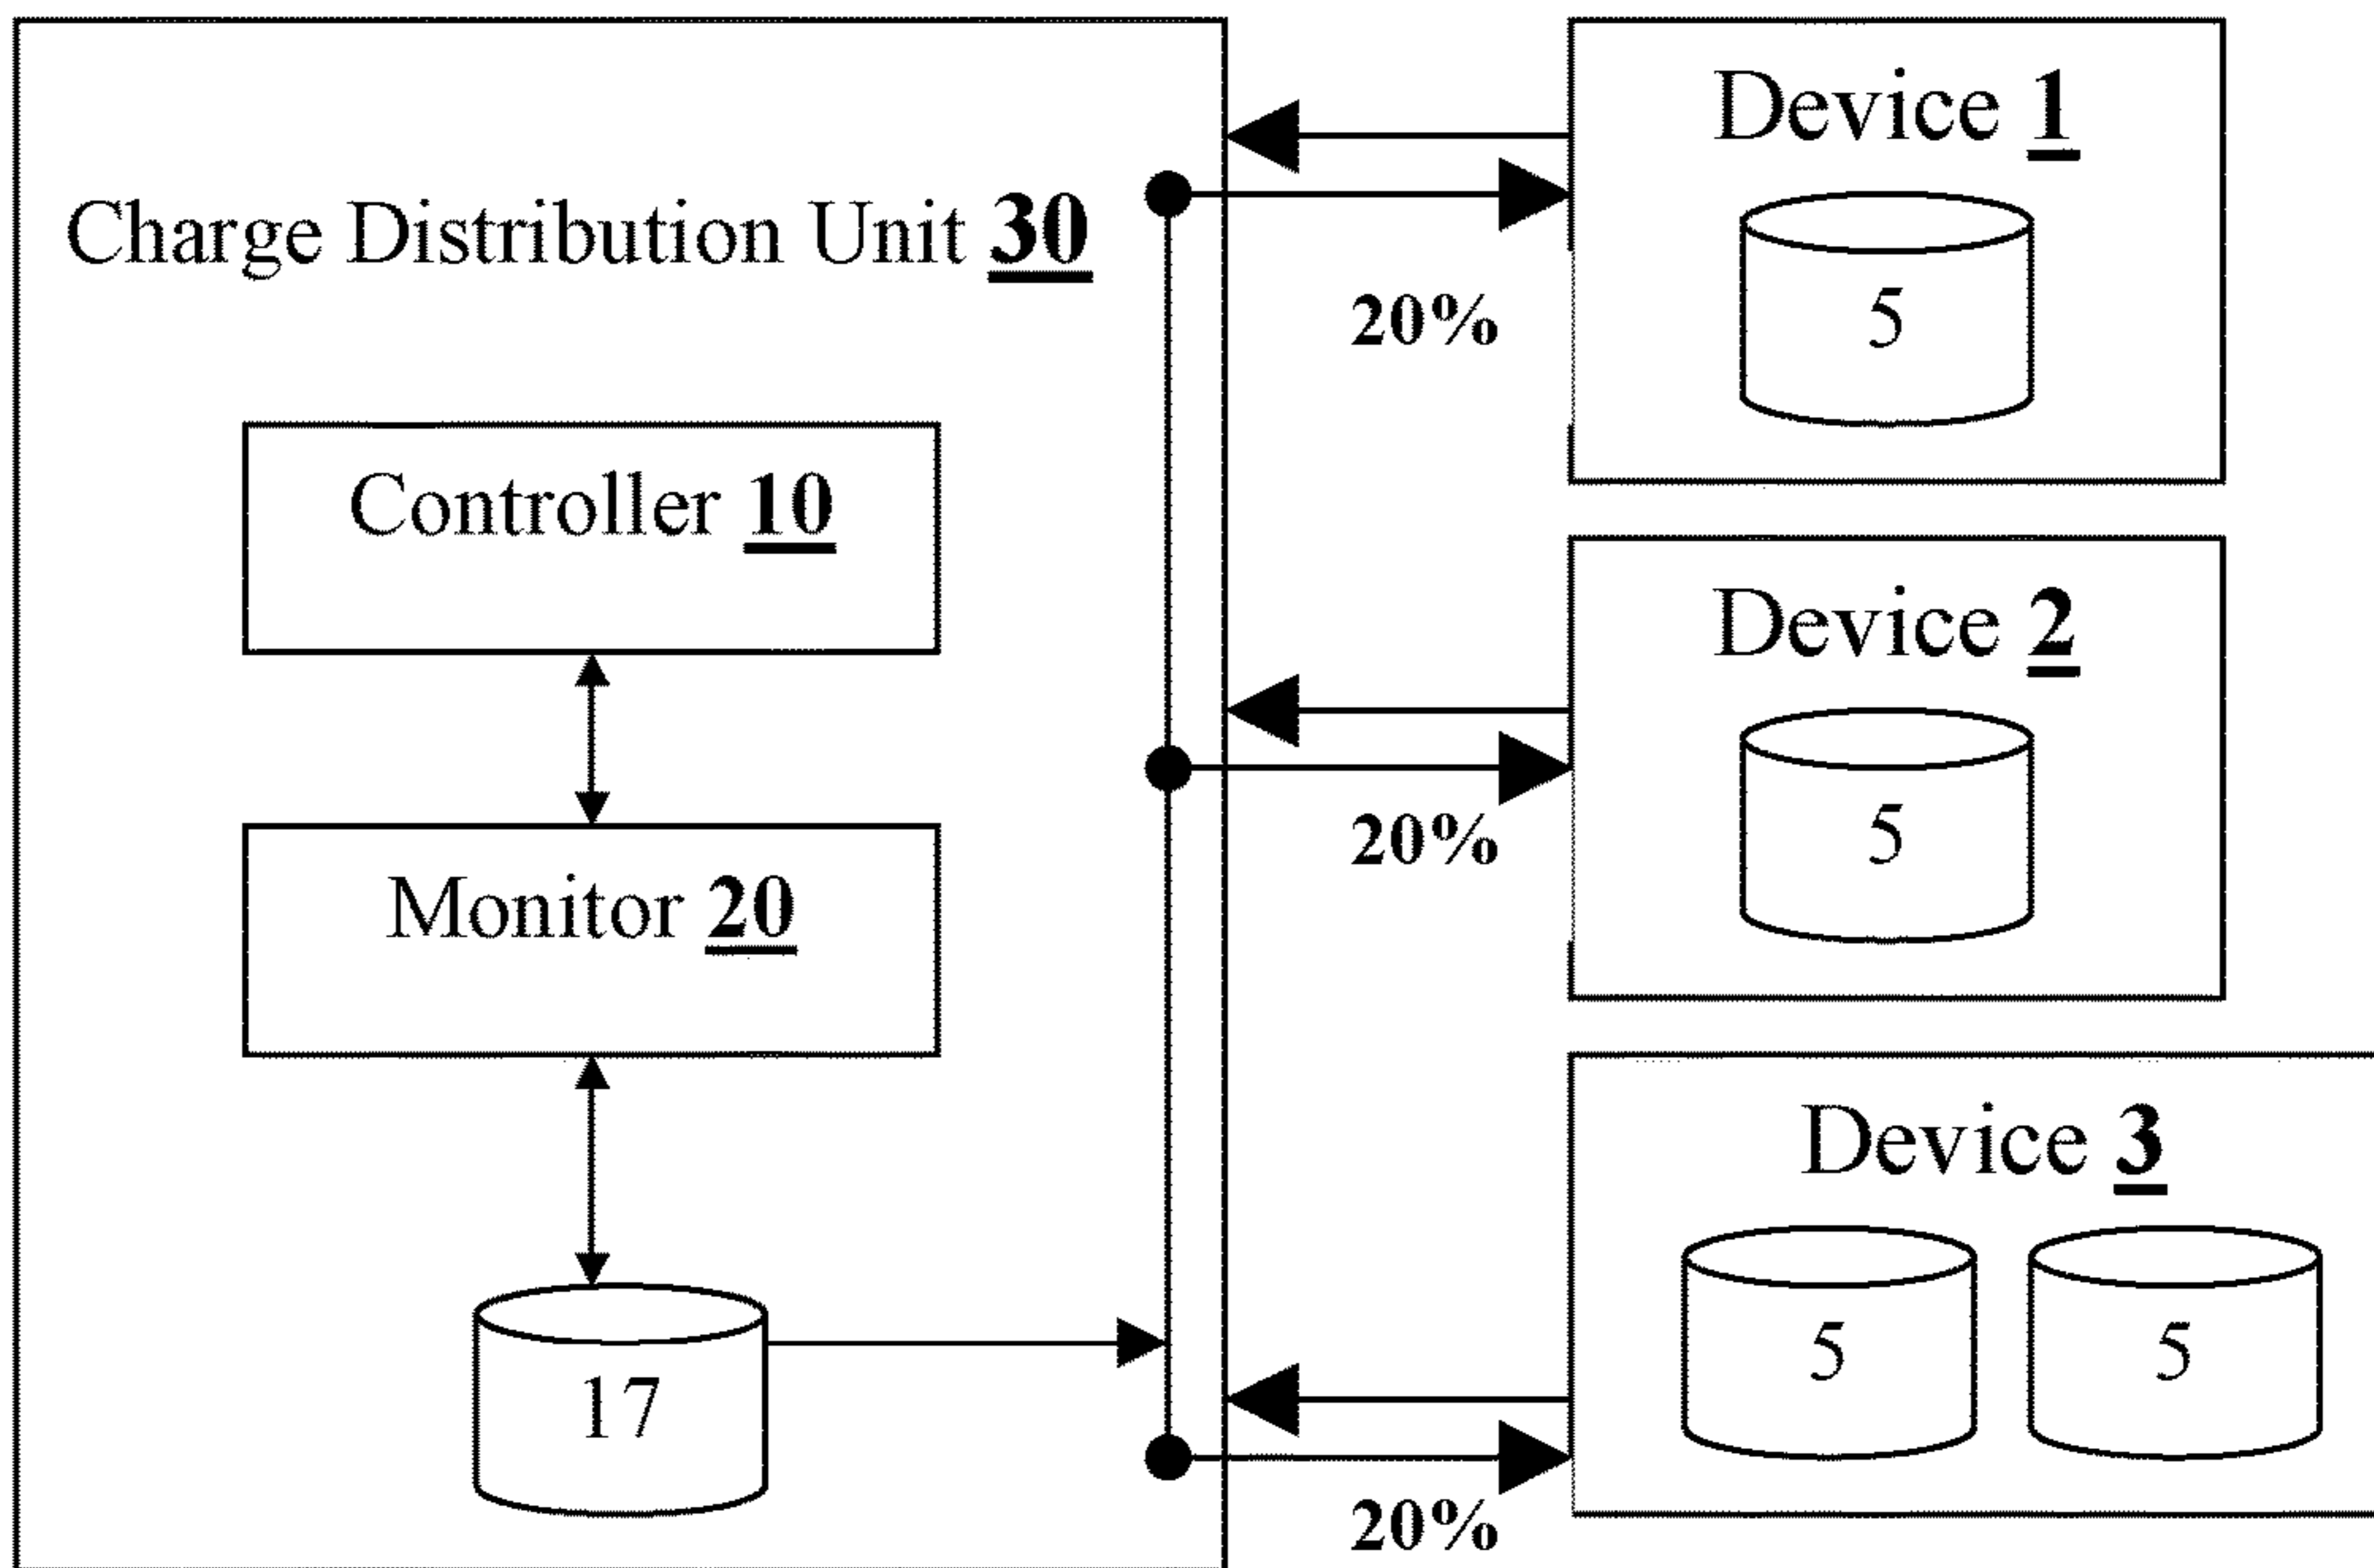 Charge Distribution Unit 30
Controller 10
Monitor 20
17
20%
20%
20%
Device 1
5
Device 2
5
Device 3
5 5